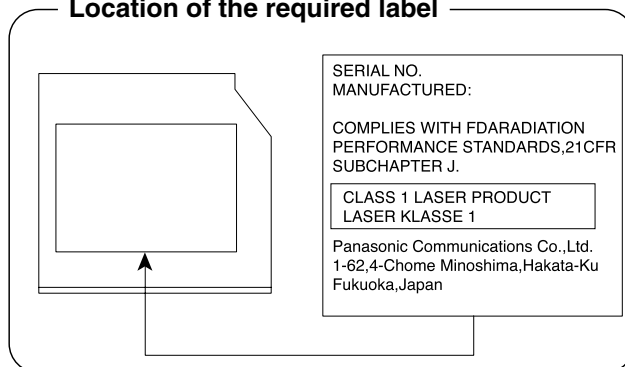 Location of the required label
SERIAL NO.
MANUFACTURED:
COMPLIES WITH FDARADIATION
PERFORMANCE STANDARDS,21CFR
SUBCHAPTER J.
CLASS 1 LASER PRODUCT
LASER KLASSE 1
Panasonic Communications Co.,Ltd.
1-62,4-Chome Minoshima,Hakata-Ku
Fukuoka,Japan